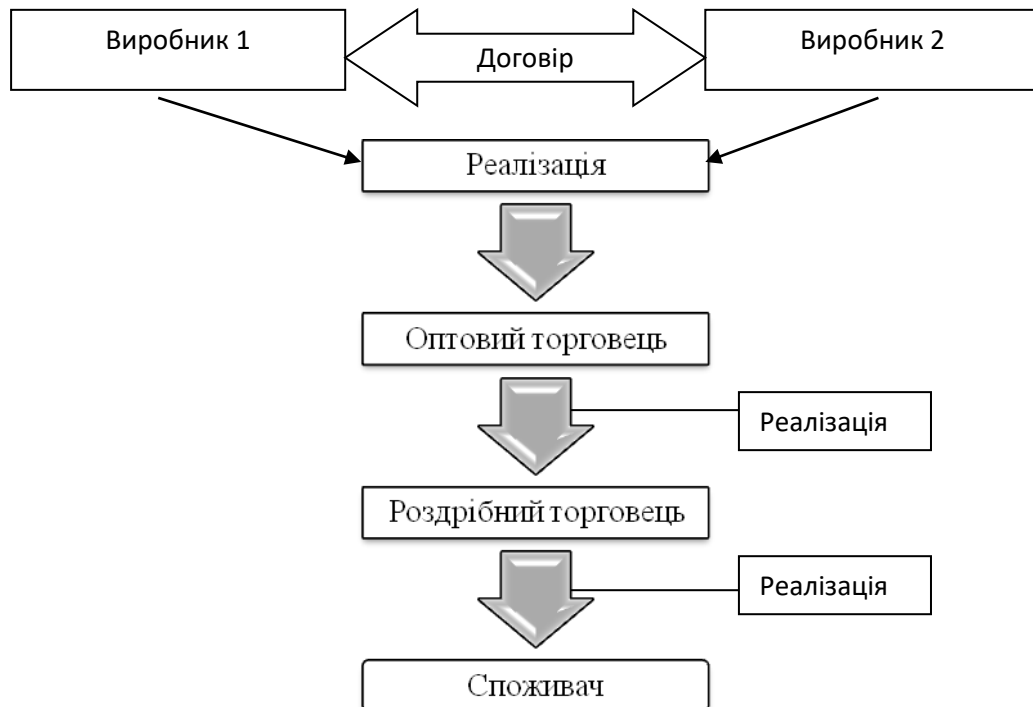 Виробник 1
Договір
Виробник 2
Реалізація
Оптовий торговець
Реалізація
Роздрібний торговець
Реалізація
Споживач